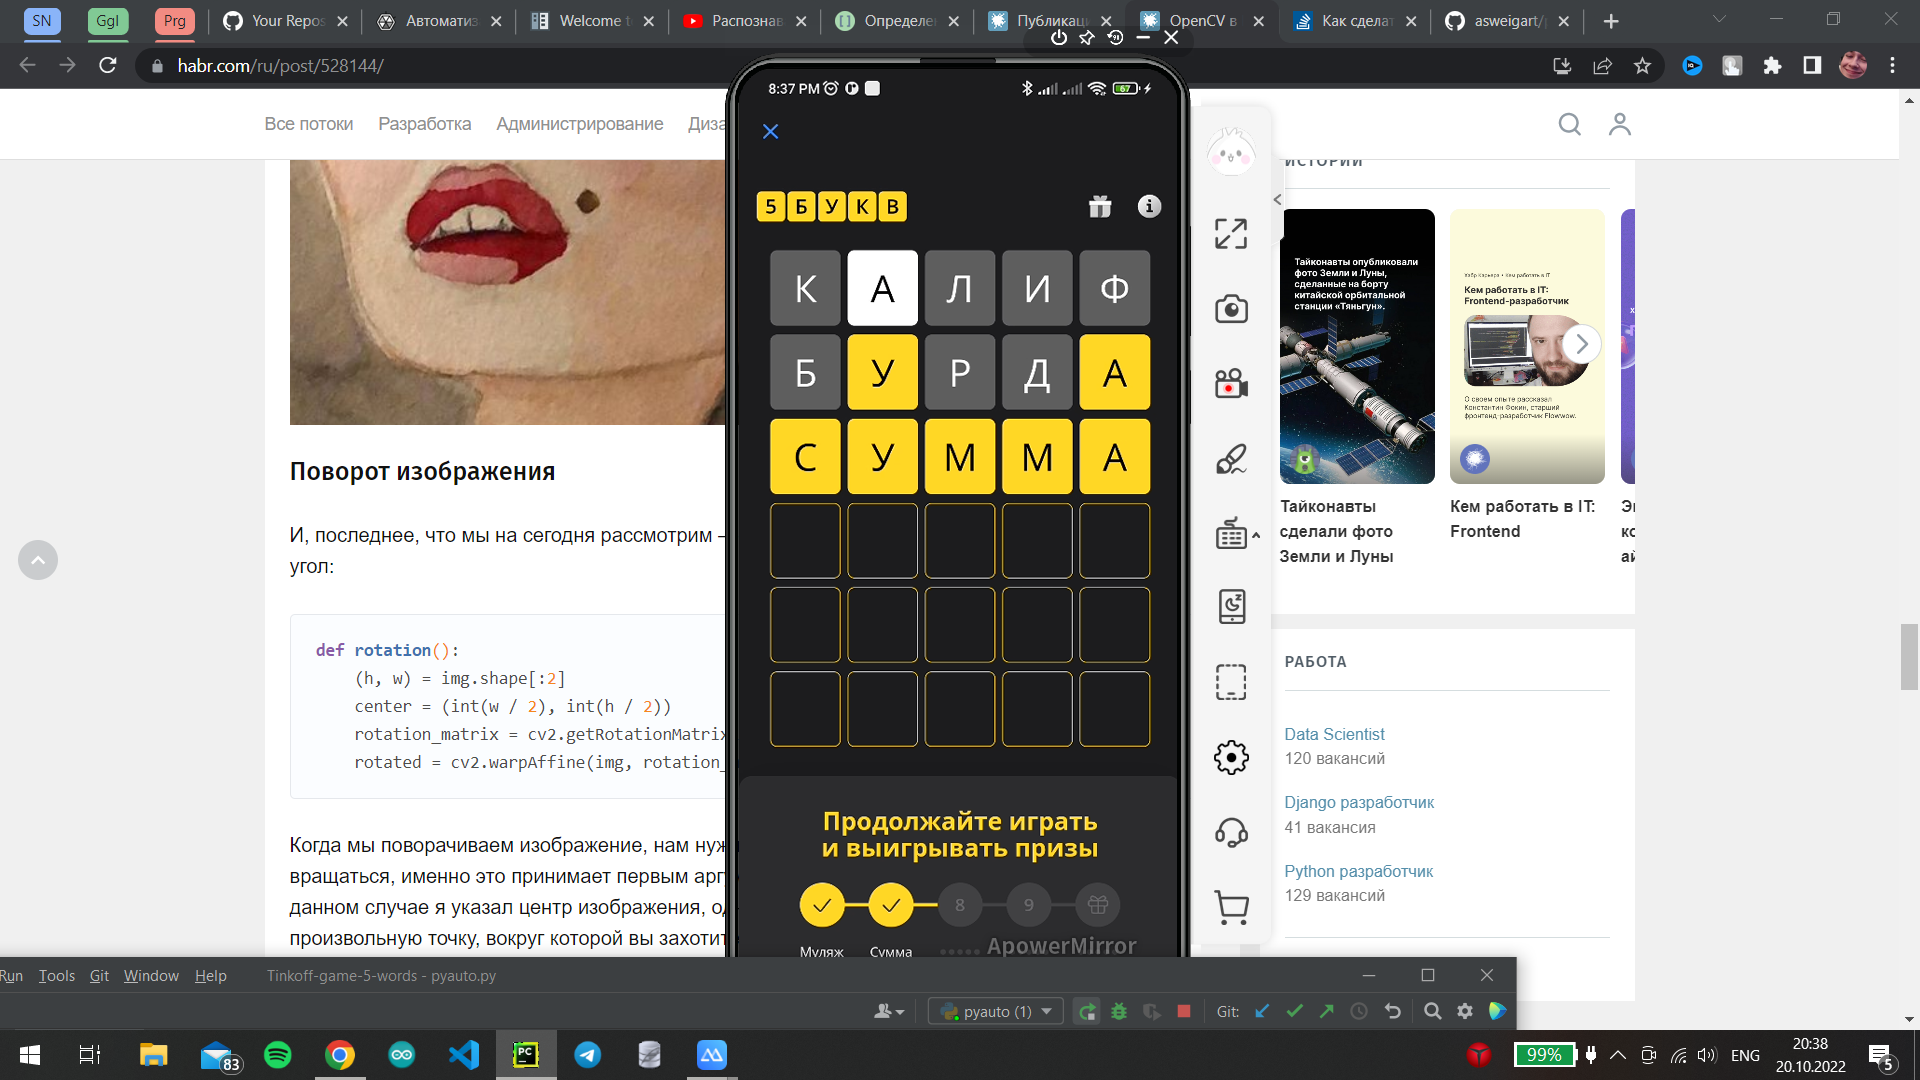 SN
Ggl
Prg
Your Repos
Автоматиз
Welcome t
Распознав
Определе
Публикац
OpenCV в
Как сделат
asweigart/
habr.com/ru/post/528144/
Все потоки Разработка Администрирование Диза
Поворот изображения
И, последнее, что мы на сегодня рассмотрим –
угол:
def rotation():
(h, w) = img.shape[:2]
center = (int(w / 2), int(h / 2))
rotation_matrix = cv2.getRotationMatrix
rotated = cv2.warpAffine(img, rotation_
Когда мы поворачиваем изображение, нам нуж
вращаться, именно это принимает первым арг
данном случае я указал центр изображения, о
произвольную точку, вокруг которой вы захотит
8:37 PM
67
5 Б У К В
К А Л И Ф
Б У Р Д А
С У М М А
Продолжайте играть
и выигрывать призы
8 9
Муляж Сумма
ApowerMirror
ИСТОРИИ
Тайконавты опубликовали
фото Земли и Луны,
сделанные на борту
китайской орбитальной
станции «Тяньгун».
Хабр Карьера • Кем работать в IT
Кем работать в IT:
Frontend-разработчик
О своем опыте рассказал
Константин Фокин, старший
фронтенд-разработчик Flowwow.
Тайконавты
сделали фото
Земли и Луны
Кем работать в IT:
Frontend
РАБОТА
Data Scientist
120 вакансий
Django разработчик
41 вакансия
Python разработчик
129 вакансий
Run Tools Git Window Help Tinkoff-game-5-words - pyauto.py
pyauto (1)
Git:
83
PC
99%
ENG
20:38
20.10.2022
5